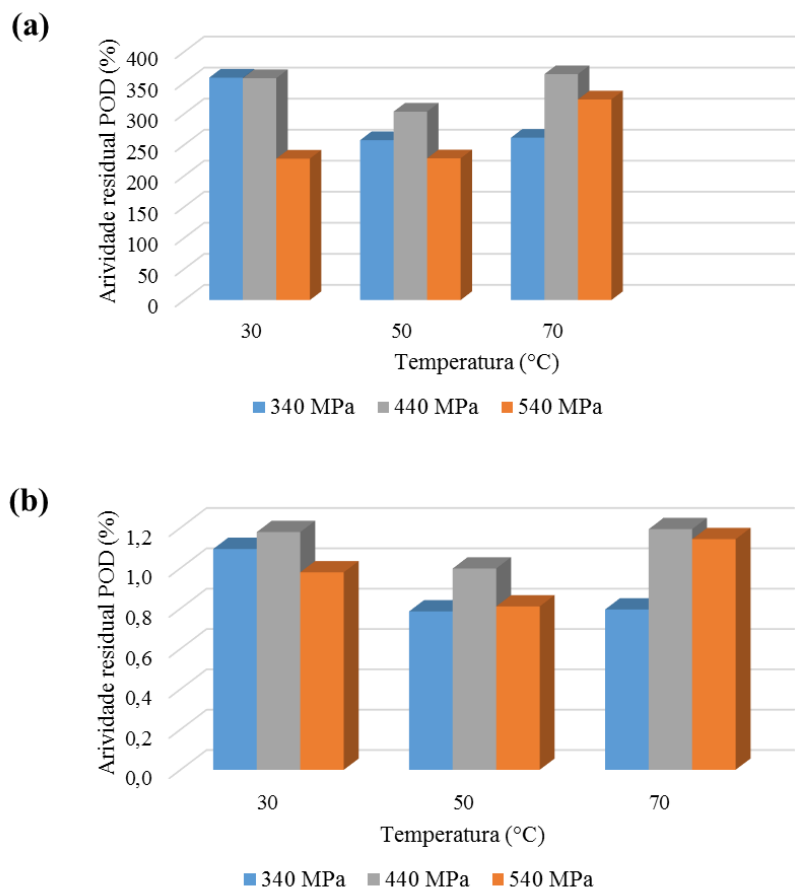 (a)
Arividade residual POD (%)
400
350
300
250
200
150
100
50
0
30 50 70
Temperatura (°C)
340 MPa 440 MPa 540 MPa
(b)
Arividade residual POD (%)
1,2
1,0
0,8
0,6
0,4
0,2
0,0
30 50 70
Temperatura (°C)
340 MPa 440 MPa 540 MPa